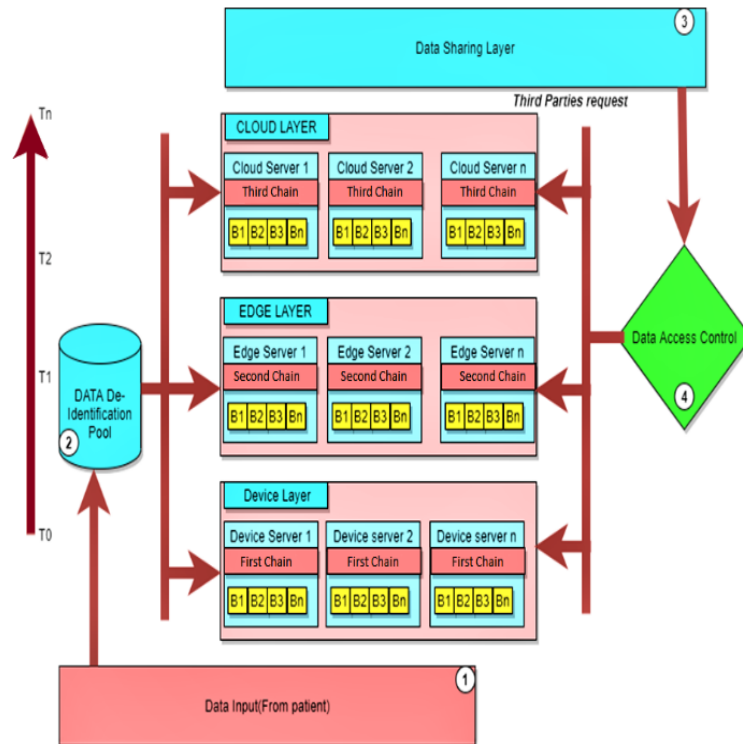 3
Data Sharing Layer
Third Parties request
Tn
CLOUD LAYER
Cloud Server 1
Cloud Server 2
Cloud Server n
Third Chain
Third Chain
Third Chain
B1 B2 B3 Bn
B1 B2 B3 Bn
B1 B2 B3 Bn
T2
EDGE LAYER
Edge Server 1
Edge Server 2
Edge Server n
Second Chain
Second Chain
Second Chain
B1 B2 B3 Bn
B1 B2 B3 Bn
B1 B2 B3 Bn
Data Access Control
4
T1
DATA De-
Identification
Pool
2
Device Layer
Device Server 1
Device server 2
Device server n
First Chain
First Chain
First Chain
B1 B2 B3 Bn
B1 B2 B3 Bn
B1 B2 B3 Bn
T0
1
Data Input(From patient)